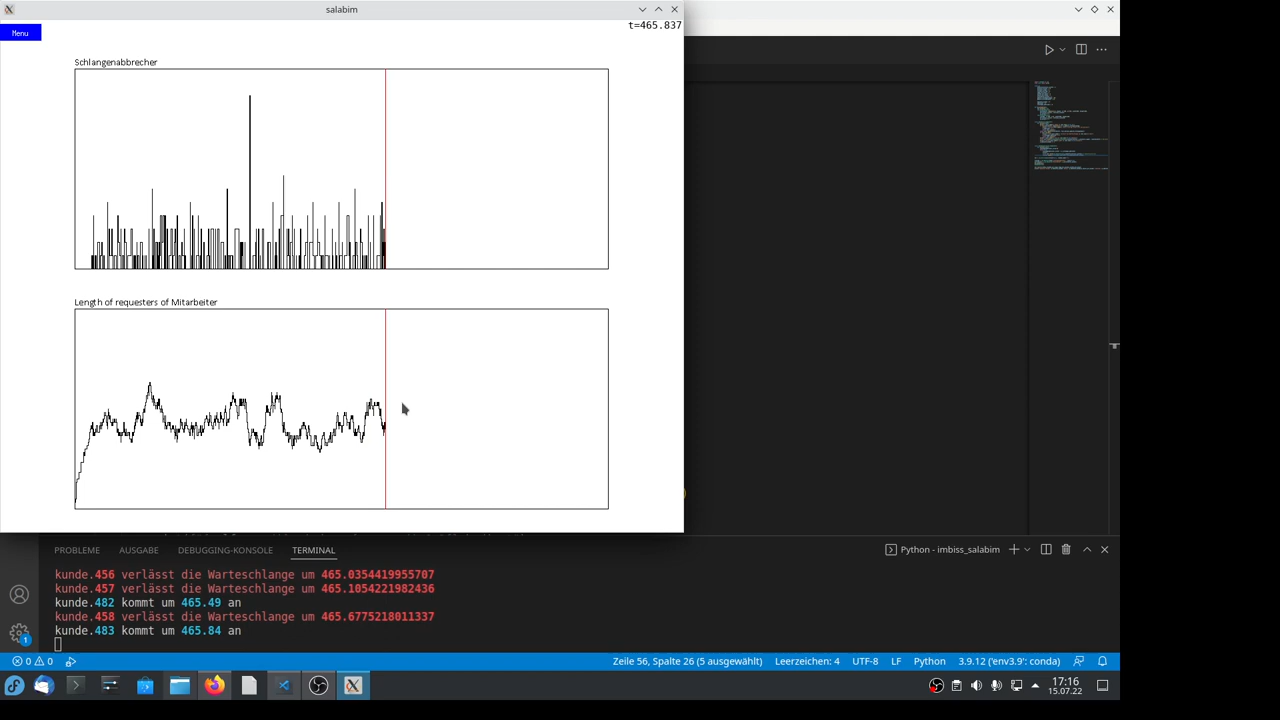 salabim
t=465.837
Menu
Schlangenabbrecher
Length of requesters of Mitarbeiter
PROBLEME AUSGABE DEBUGGING-KONSOLE TERMINAL
Python - imbiss_salabim
kunde.456 verlässt die Warteschlange um 465.0354419955707
kunde.457 verlässt die Warteschlange um 465.1054221982436
kunde.482 kommt um 465.49 an
kunde.458 verlässt die Warteschlange um 465.6775218011337
kunde.483 kommt um 465.84 an
0 0
Zeile 56, Spalte 26 (5 ausgewählt) Leerzeichen: 4 UTF-8 LF Python 3.9.12 ('env3.9': conda)
1
17:16
15.07.22